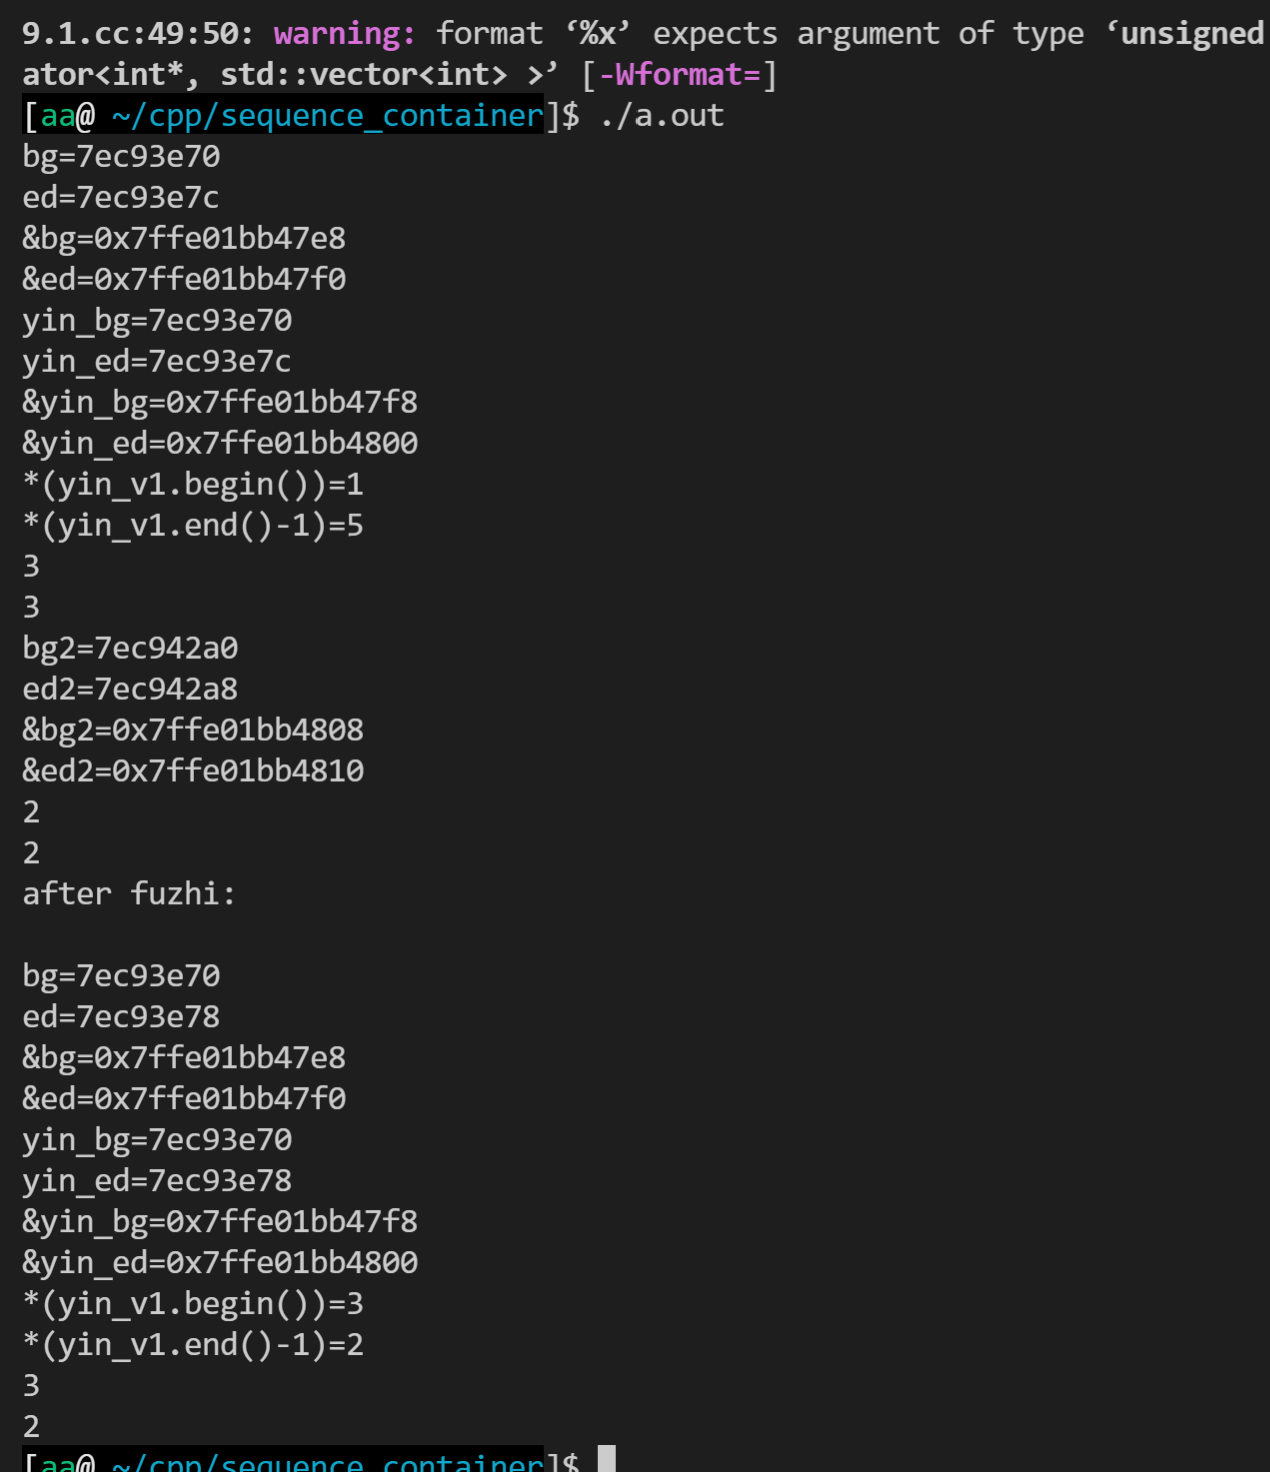 9.1.cc:49:50: warning: format ‘%x’ expects argument of type ‘unsigned
ator<int*, std::vector<int> >’ [-Wformat=]
[aa@ ~/cpp/sequence_container]$ ./a.out
bg=7ec93e70
ed=7ec93e7c
&bg=0x7ffe01bb47e8
&ed=0x7ffe01bb47f0
yin_bg=7ec93e70
yin_ed=7ec93e7c
&yin_bg=0x7ffe01bb47f8
&yin_ed=0x7ffe01bb4800
*(yin_v1.begin())=1
*(yin_v1.end()-1)=5
3
3
bg2=7ec942a0
ed2=7ec942a8
&bg2=0x7ffe01bb4808
&ed2=0x7ffe01bb4810
2
2
after fuzhi:

bg=7ec93e70
ed=7ec93e78
&bg=0x7ffe01bb47e8
&ed=0x7ffe01bb47f0
yin_bg=7ec93e70
yin_ed=7ec93e78
&yin_bg=0x7ffe01bb47f8
&yin_ed=0x7ffe01bb4800
*(yin_v1.begin())=3
*(yin_v1.end()-1)=2
3
2
[aa@ ~/cpp/sequence_container]$